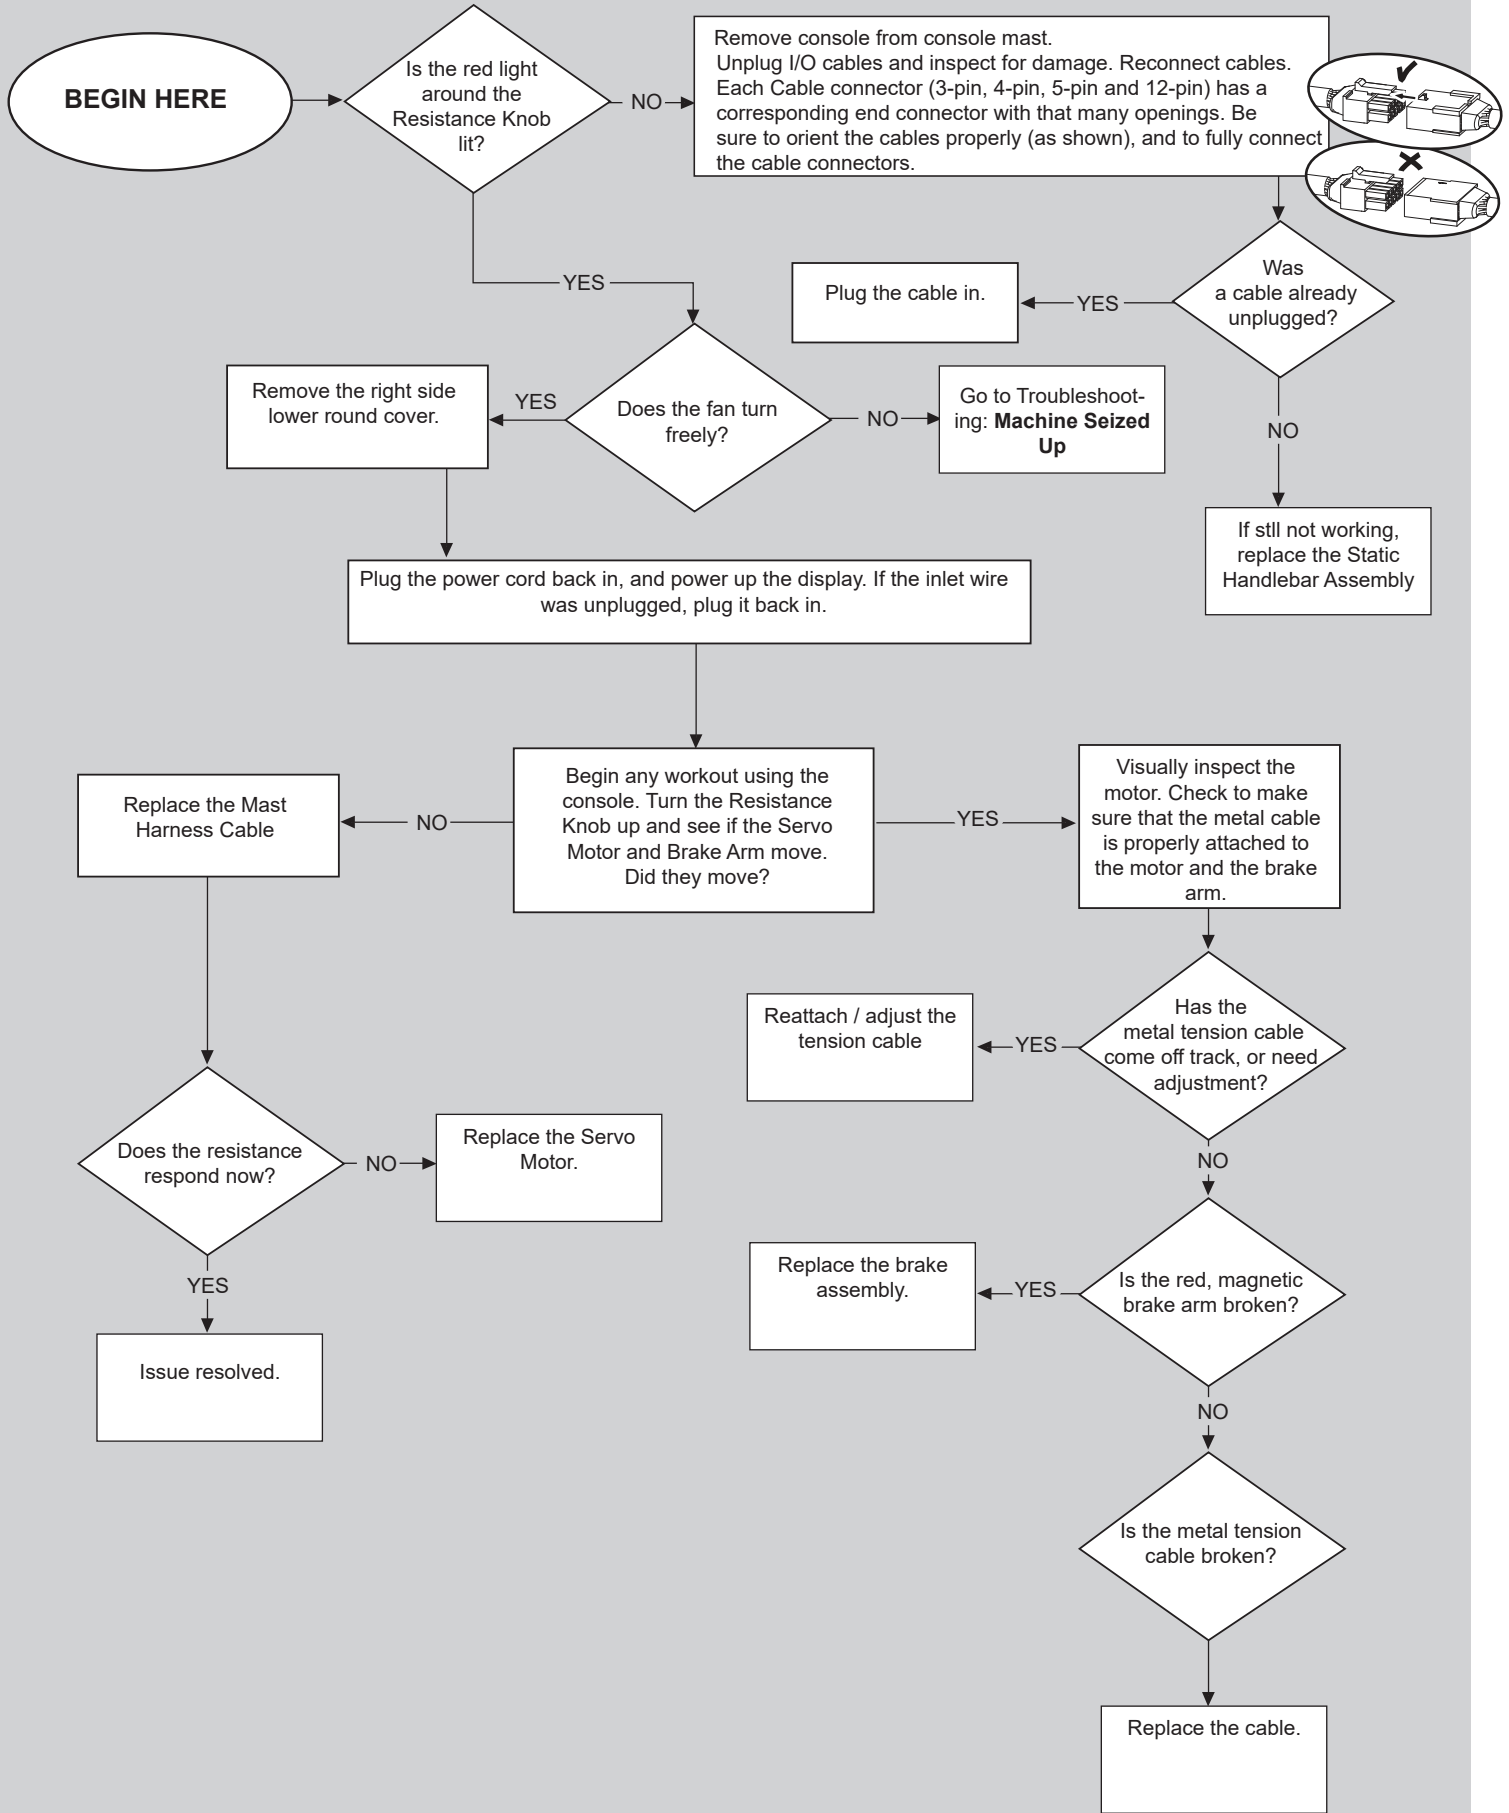 BEGIN HERE
Is the red light
around the
Resistance Knob
lit?
NO
Remove console from console mast.
Unplug I/O cables and inspect for damage. Reconnect cables.
Each Cable connector (3-pin, 4-pin, 5-pin and 12-pin) has a
corresponding end connector with that many openings. Be
sure to orient the cables properly (as shown), and to fully connect
the cable connectors.
YES
Plug the cable in.
YES
Was
a cable already
unplugged?
Remove the right side
lower round cover.
YES
Does the fan turn
freely?
NO
Go to Troubleshoot-
ing: Machine Seized
Up
NO
If stll not working,
replace the Static
Handlebar Assembly
Plug the power cord back in, and power up the display. If the inlet wire
was unplugged, plug it back in.
Replace the Mast
Harness Cable
NO
Begin any workout using the
console. Turn the Resistance
Knob up and see if the Servo
Motor and Brake Arm move.
Did they move?
YES
Visually inspect the
motor. Check to make
sure that the metal cable
is properly attached to
the motor and the brake
arm.
Reattach / adjust the
tension cable
YES
Has the
metal tension cable
come off track, or need
adjustment?
Does the resistance
respond now?
NO
Replace the Servo
Motor.
NO
YES
Replace the brake
assembly.
YES
Is the red, magnetic
brake arm broken?
Issue resolved.
NO
Is the metal tension
cable broken?
Replace the cable.